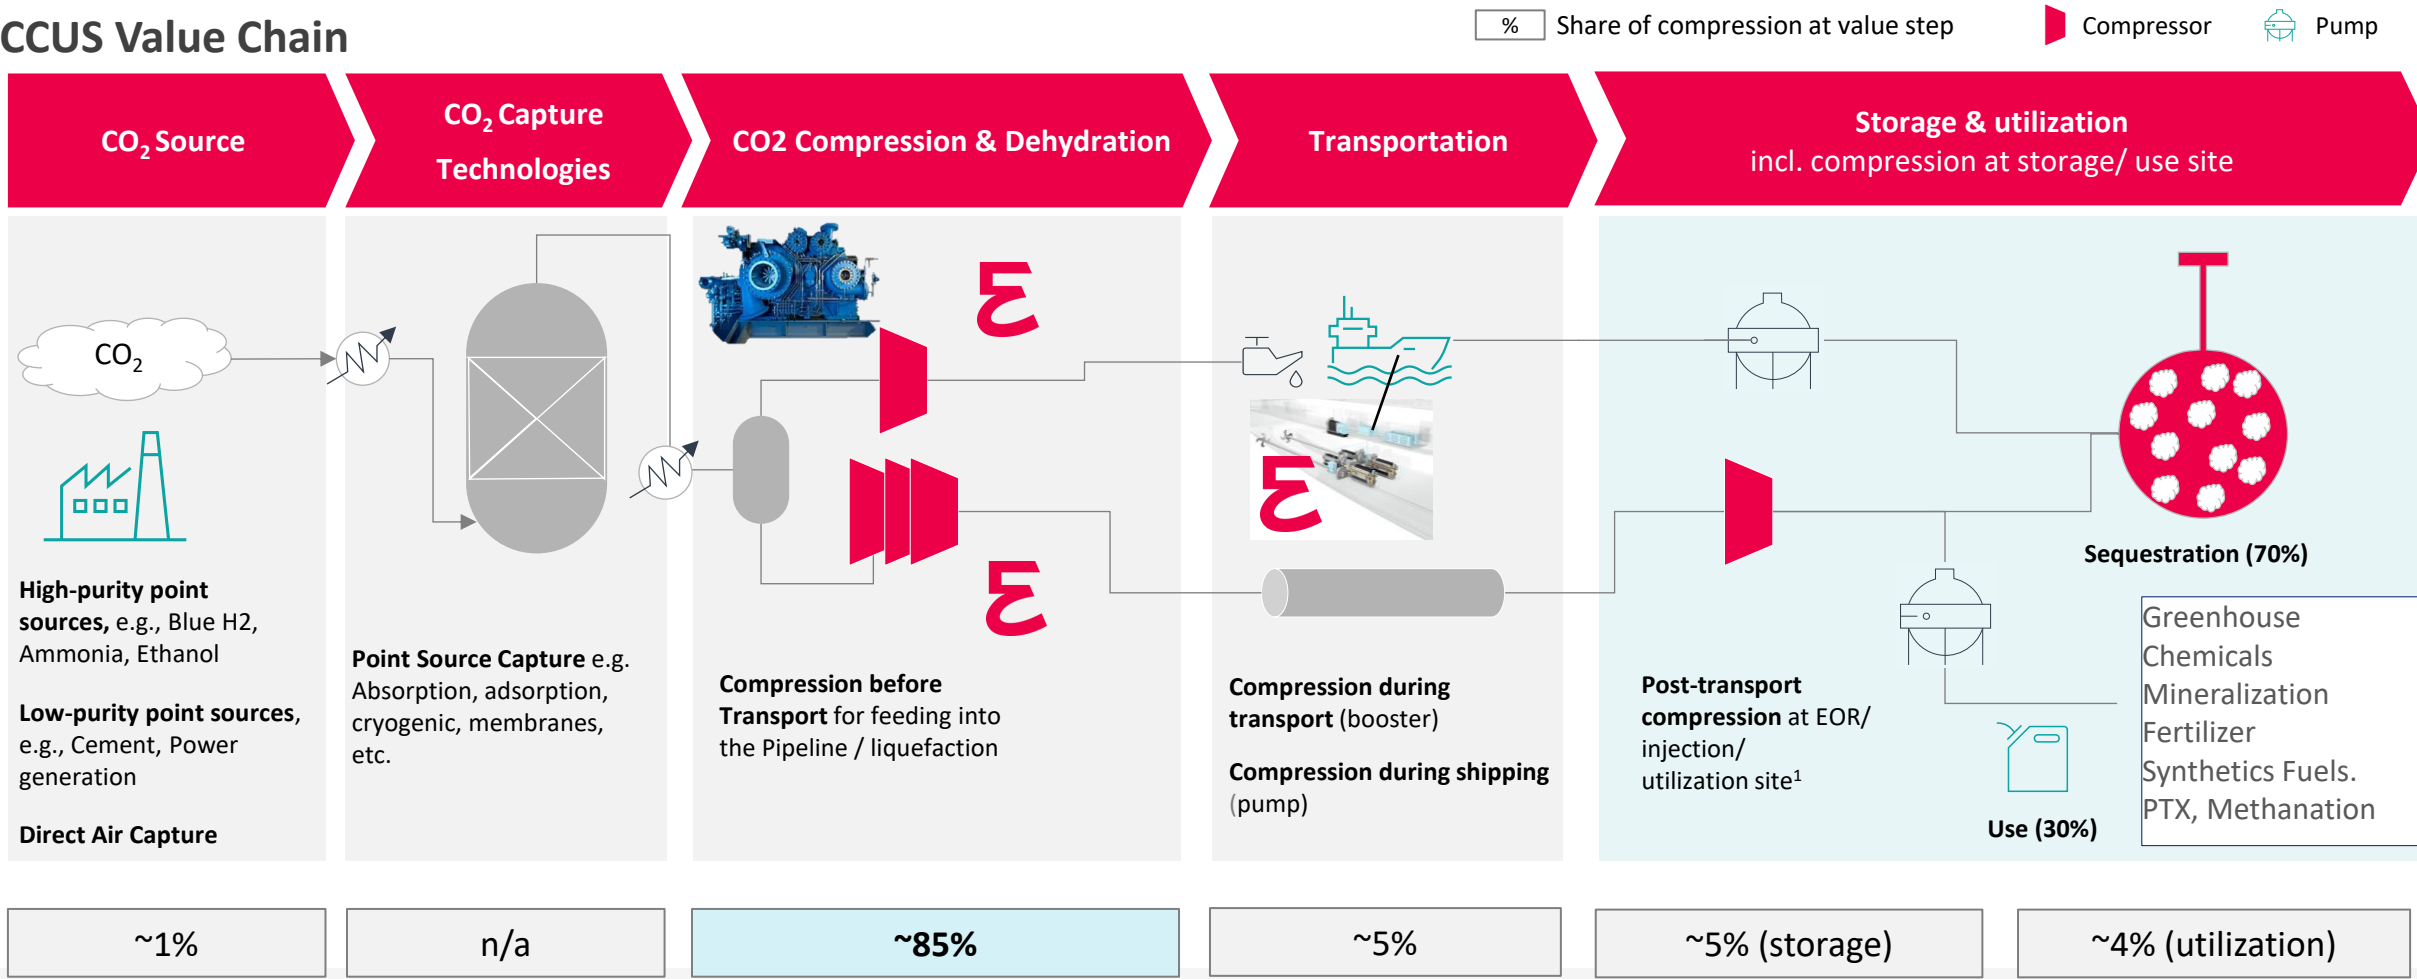 CCUS Value Chain
% Share of compression at value step
Compressor
Pump
CO2 Source
CO2 Capture
Technologies
CO2 Compression & Dehydration
Transportation
Storage & utilization
incl. compression at storage/ use site
CO2
High-purity point
sources, e.g., Blue H2,
Ammonia, Ethanol
Low-purity point sources,
e.g., Cement, Power
generation
Direct Air Capture
Point Source Capture e.g.
Absorption, adsorption,
cryogenic, membranes,
etc.
Compression before
Transport for feeding into
the Pipeline / liquefaction
Compression during
transport (booster)
Compression during shipping
(pump)
Post-transport
compression at EOR/
injection/
utilization site1
Sequestration (70%)
Use (30%)
Greenhouse
Chemicals
Mineralization
Fertilizer
Synthetics Fuels.
PTX, Methanation
~1%
n/a
~85%
~5%
~5% (storage)
~4% (utilization)